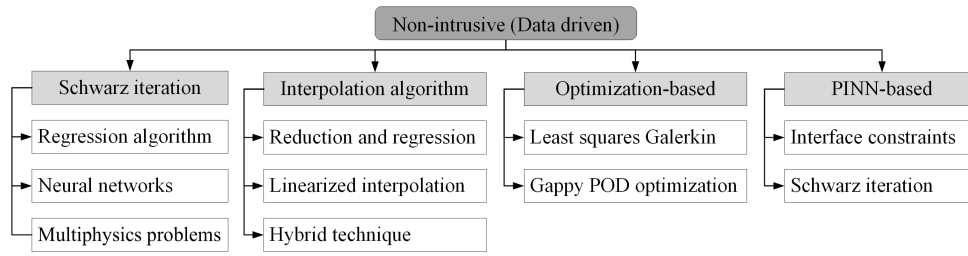 Non-intrusive (Data driven)
Schwarz iteration
Regression algorithm
Neural networks
Multiphysics problems
Interpolation algorithm
Reduction and regression
Linearized interpolation
Hybrid technique
Optimization-based
Least squares Galerkin
Gappy POD optimization
PINN-based
Interface constraints
Schwarz iteration